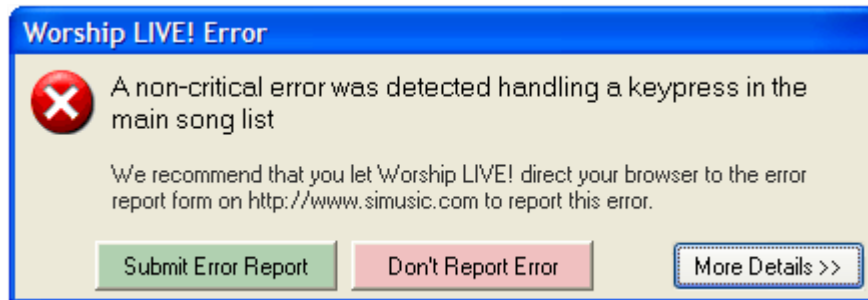 Worship LIVE! Error
A non-critical error was detected handling a keypress in the
main song list
We recommend that you let Worship LIVE! direct your browser to the error
report form on http://www.simusic.com to report this error.
Submit Error Report
Don't Report Error
More Details >>